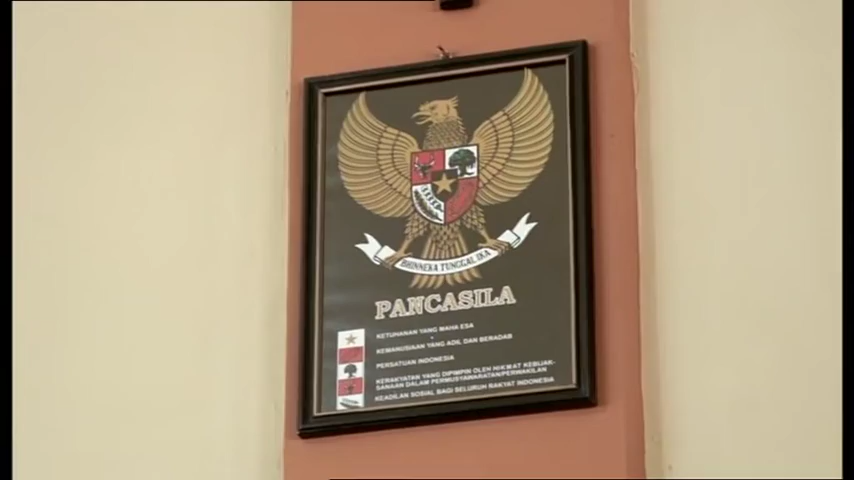 BHINNEKA TUNGGAL IKA
PANCASILA
KETUHANAN YANG MAHA ESA
KEMANUSIAAN YANG ADIL DAN BERADAB
PERSATUAN INDONESIA
KERAKYATAN YANG DIPIMPIN OLEH HIKMAT KEBIJAK-
SANAAN DALAM PERMUSYAWARATAN/PERWAKILAN
KEADILAN SOSIAL BAGI SELURUH RAKYAT INDONESIA